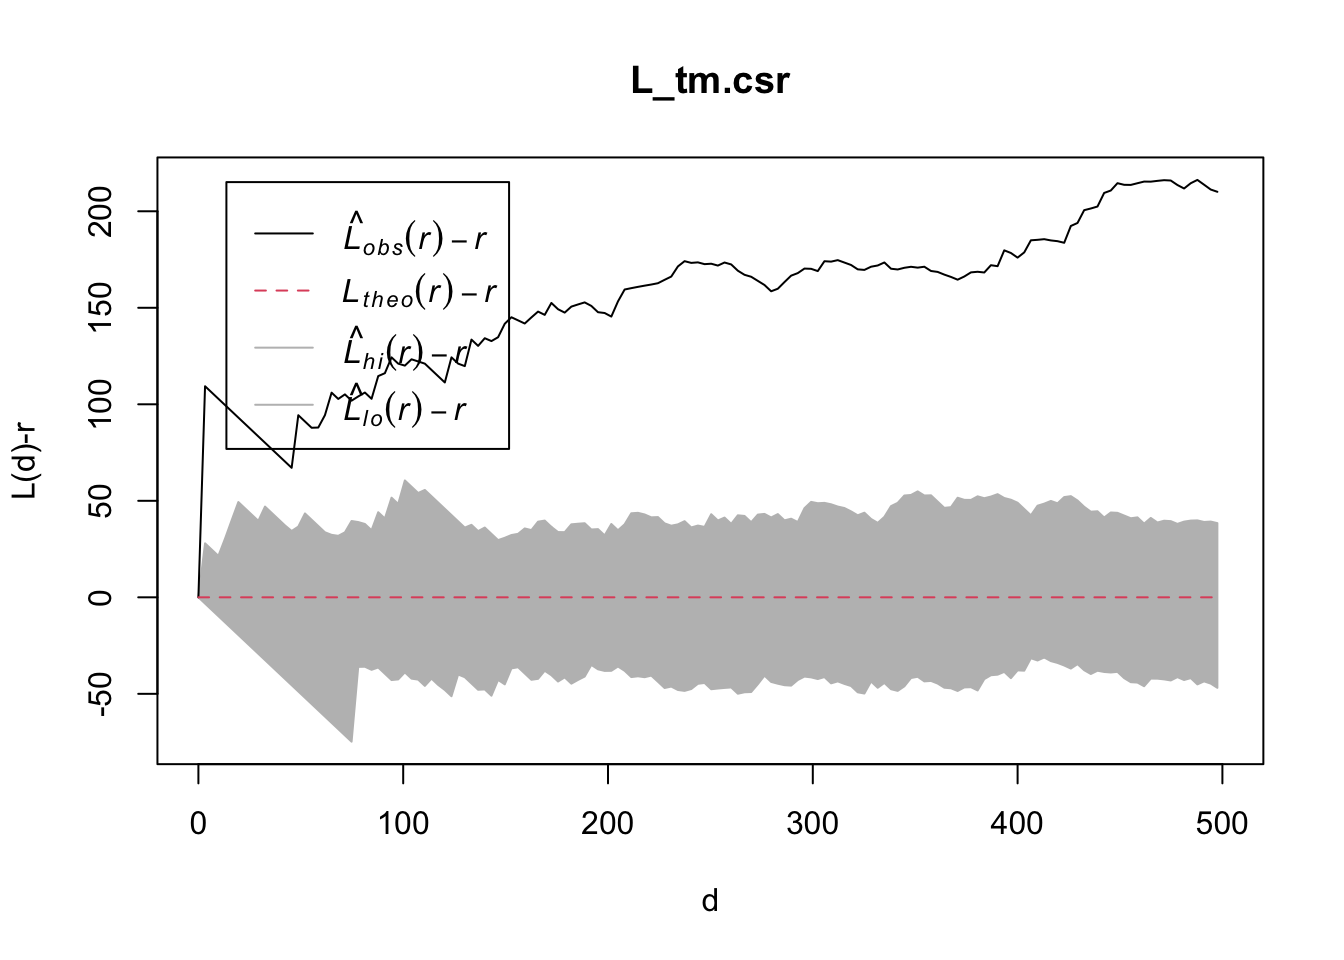 L_tm.csr
L̂obs(r) − r
Ltheo(r) − r
L̂hi(r) − r
L̂lo(r) − r
L(d)-r
200
150
100
50
0
-50
0 100 200 300 400 500
d